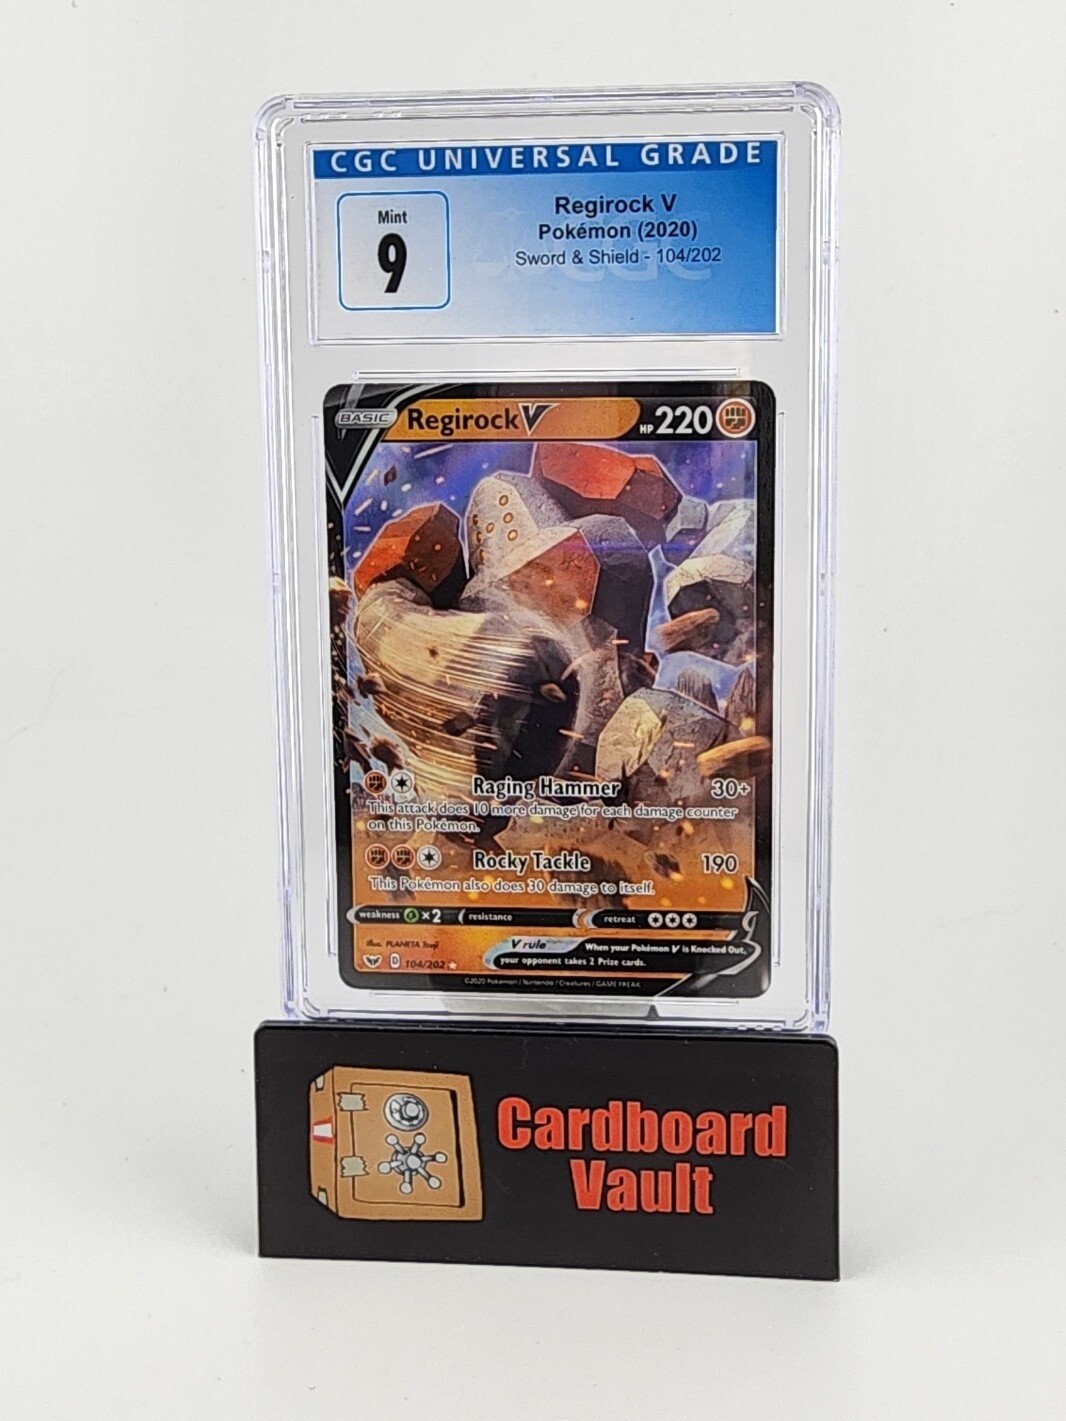 CGC UNIVERSAL GRADE
Mint
9
Regirock V
Pokémon (2020)
Sword & Shield - 104/202
BASIC
Regirock V
HP 220
Raging Hammer 30+
This attack does 10 more damage for each damage counter
on this Pokémon.
Rocky Tackle 190
This Pokémon also does 30 damage to itself.
weakness ×2 resistance retreat
Illus. PLANETA Tsuji
D 104/202
V rule When your Pokémon V is Knocked Out,
your opponent takes 2 Prize cards.
©2020 Pokémon / Nintendo / Creatures / GAME FREAK
Cardboard
Vault